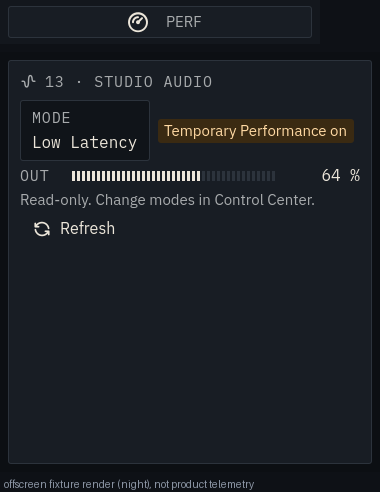 PERF
13 · STUDIO AUDIO
MODE
Low Latency
Temporary Performance on
OUT 64 %
Read-only. Change modes in Control Center.
Refresh
offscreen fixture render (night), not product telemetry